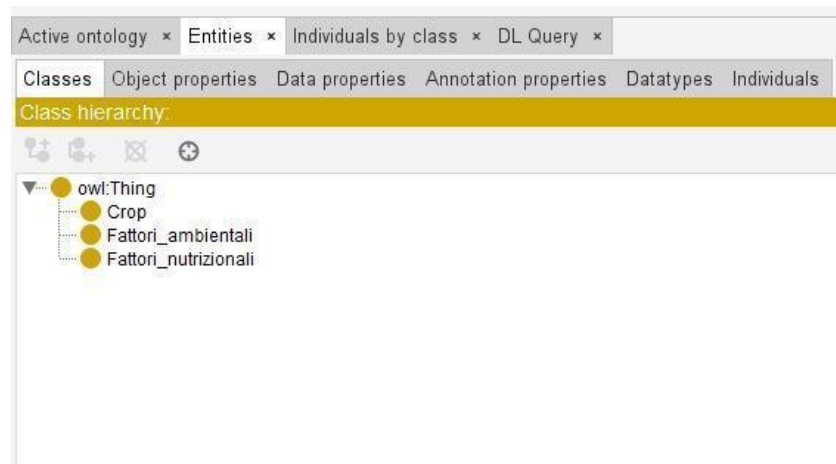 Active ontology × Entities × Individuals by class × DL Query ×
Classes Object properties Data properties Annotation properties Datatypes Individuals
Class hierarchy:
owl:Thing
Crop
Fattori_ambientali
Fattori_nutrizionali